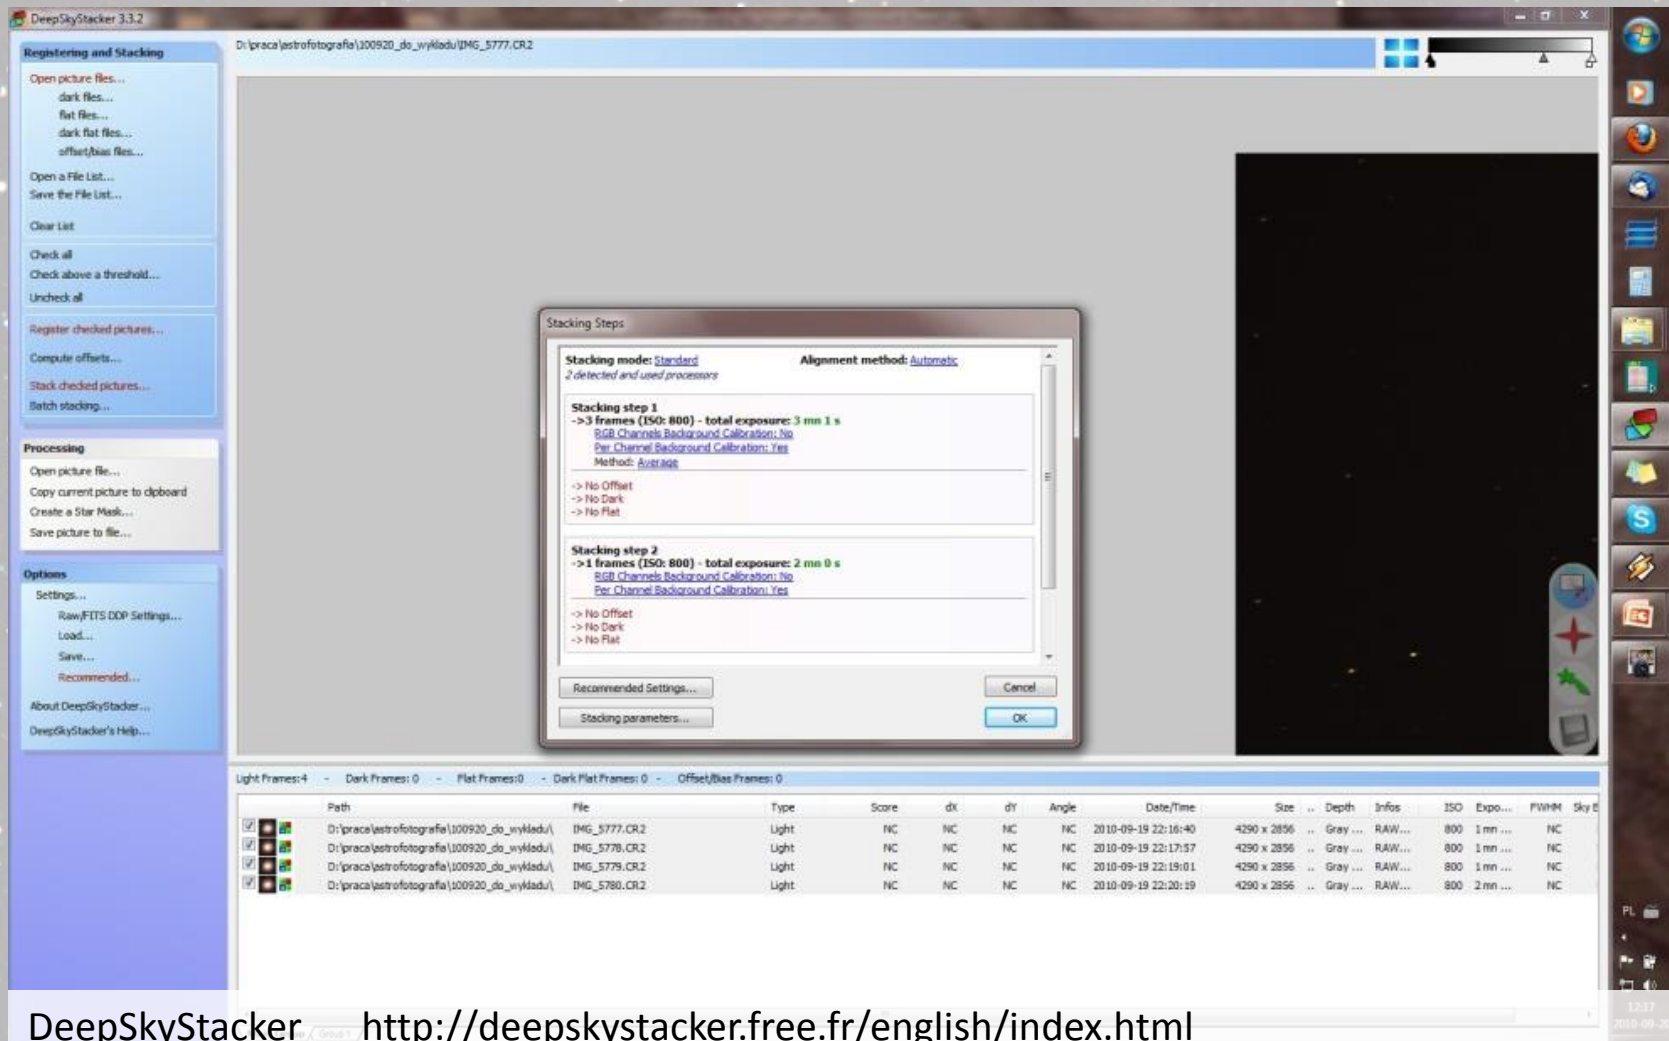 DeepSkyStacker 3.3.2
Registering and Stacking
Open picture files...
dark files...
flat files...
dark flat files...
offset/bias files...
Open a File List...
Save the File List...
Clear List
Check all
Check above a threshold...
Uncheck all
Register checked pictures...
Compute offsets...
Stack checked pictures...
Batch stacking...
Processing
Open picture file...
Copy current picture to clipboard
Create a Star Mask...
Save picture to file...
Options
Settings...
Raw/FITS DDP Settings...
Load...
Save...
Recommended...
About DeepSkyStacker...
DeepSkyStacker's Help...
D:\praca\astrofotografia\100920_do_wykladu\IMG_5777.CR2
Stacking Steps
Stacking mode: Standard Alignment method: Automatic
2 detected and used processors
Stacking step 1
->3 frames (ISO: 800) - total exposure: 3 mn 1 s
RGB Channels Background Calibration: No
Per Channel Background Calibration: Yes
Method: Average
-> No Offset
-> No Dark
-> No Flat
Stacking step 2
->1 frames (ISO: 800) - total exposure: 2 mn 0 s
RGB Channels Background Calibration: No
Per Channel Background Calibration: Yes
-> No Offset
-> No Dark
-> No Flat
Recommended Settings...
Cancel
Stacking parameters...
OK
Light Frames:4 - Dark Frames: 0 - Flat Frames:0 - Dark Flat Frames: 0 - Offset/Bias Frames: 0
Path File Type Score dX dY Angle Date/Time Size .. Depth Infos ISO Expo... FWHM Sky B
D:\praca\astrofotografia\100920_do_wykladu\ IMG_5777.CR2 Light NC NC NC NC 2010-09-19 22:16:40 4290 x 2856 .. Gray ... RAW... 800 1 mn ... NC
D:\praca\astrofotografia\100920_do_wykladu\ IMG_5778.CR2 Light NC NC NC NC 2010-09-19 22:17:57 4290 x 2856 .. Gray ... RAW... 800 1 mn ... NC
D:\praca\astrofotografia\100920_do_wykladu\ IMG_5779.CR2 Light NC NC NC NC 2010-09-19 22:19:01 4290 x 2856 .. Gray ... RAW... 800 1 mn ... NC
D:\praca\astrofotografia\100920_do_wykladu\ IMG_5780.CR2 Light NC NC NC NC 2010-09-19 22:20:19 4290 x 2856 .. Gray ... RAW... 800 2 mn ... NC
PL
12:17
2010-09-20
Group 1
DeepSkyStacker http://deepskystacker.free.fr/english/index.html